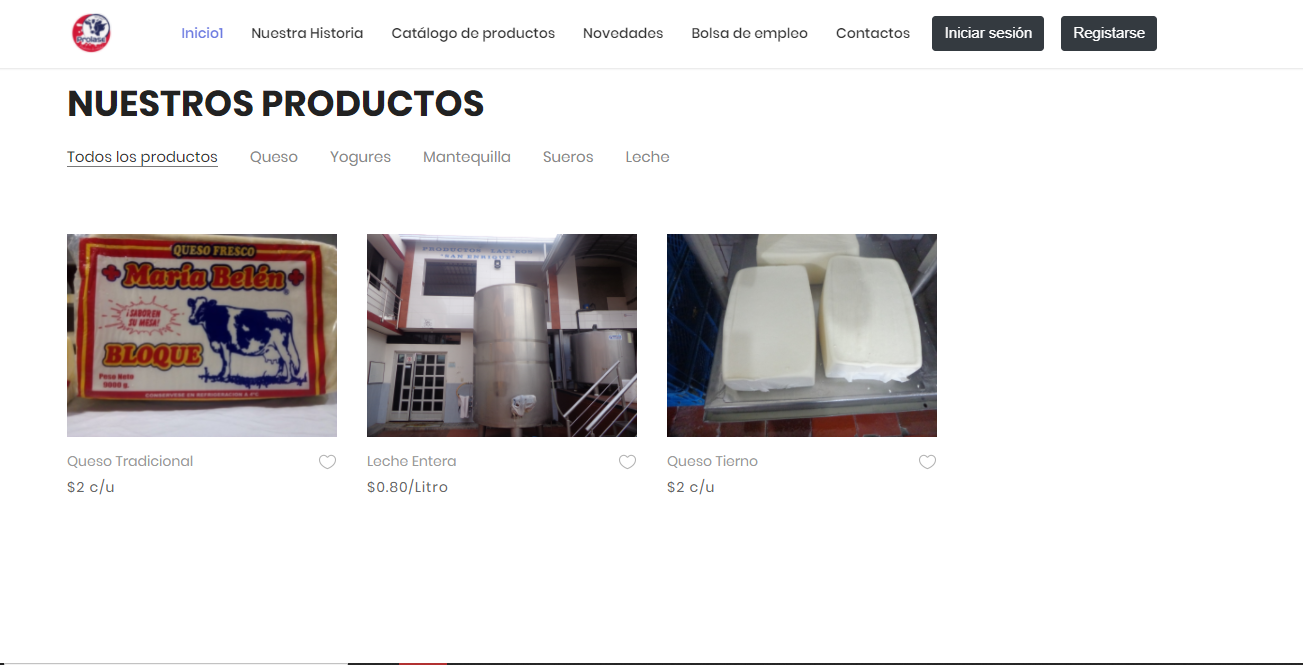 Inicio1
Nuestra Historia
Catálogo de productos
Novedades
Bolsa de empleo
Contactos
Iniciar sesión
Registarse
NUESTROS PRODUCTOS
Todos los productos
Queso
Yogures
Mantequilla
Sueros
Leche
QUESO FRESCO
María Belén
¡SABOR EN
SU MESA!
BLOQUE
Peso Neto
CONSERVESE EN REFRIGERACION
PRODUCTOS LACTEOS
"SAN ENRIQUE"
Queso Tradicional
$2 c/u
Leche Entera
$0.80/Litro
Queso Tierno
$2 c/u